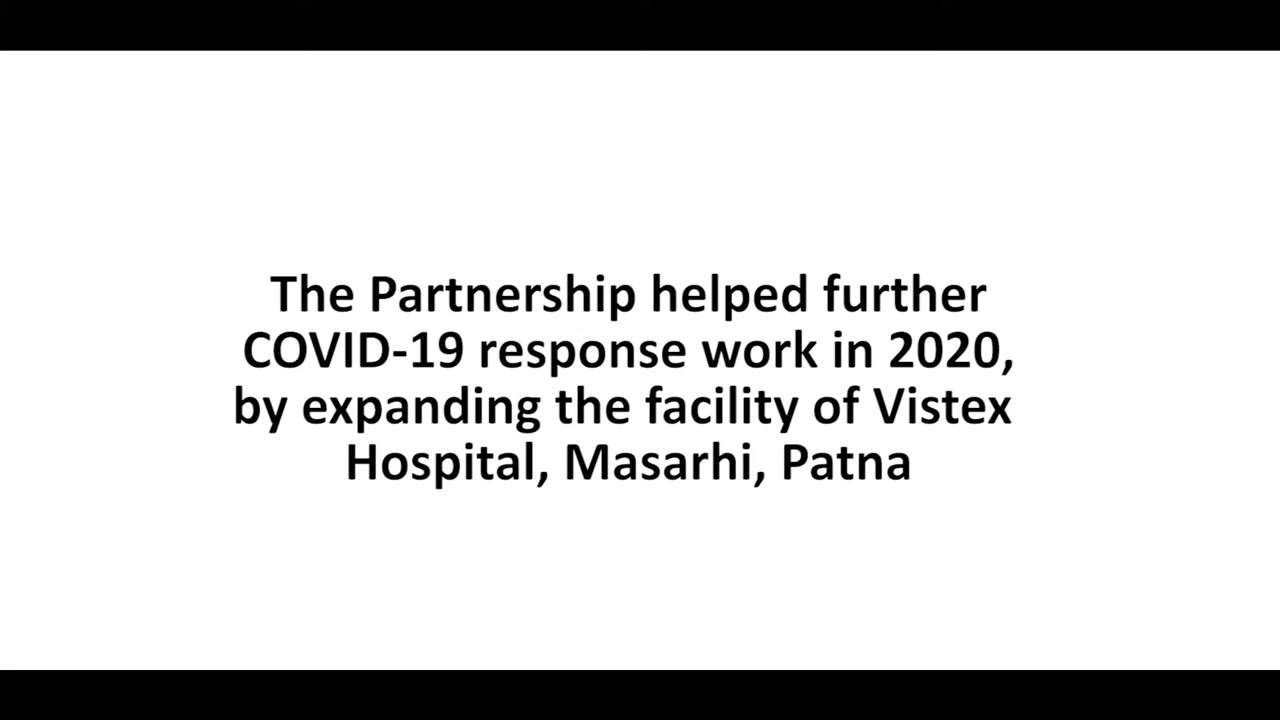 The Partnership helped further
COVID-19 response work in 2020,
by expanding the facility of Vistex
Hospital, Masarhi, Patna